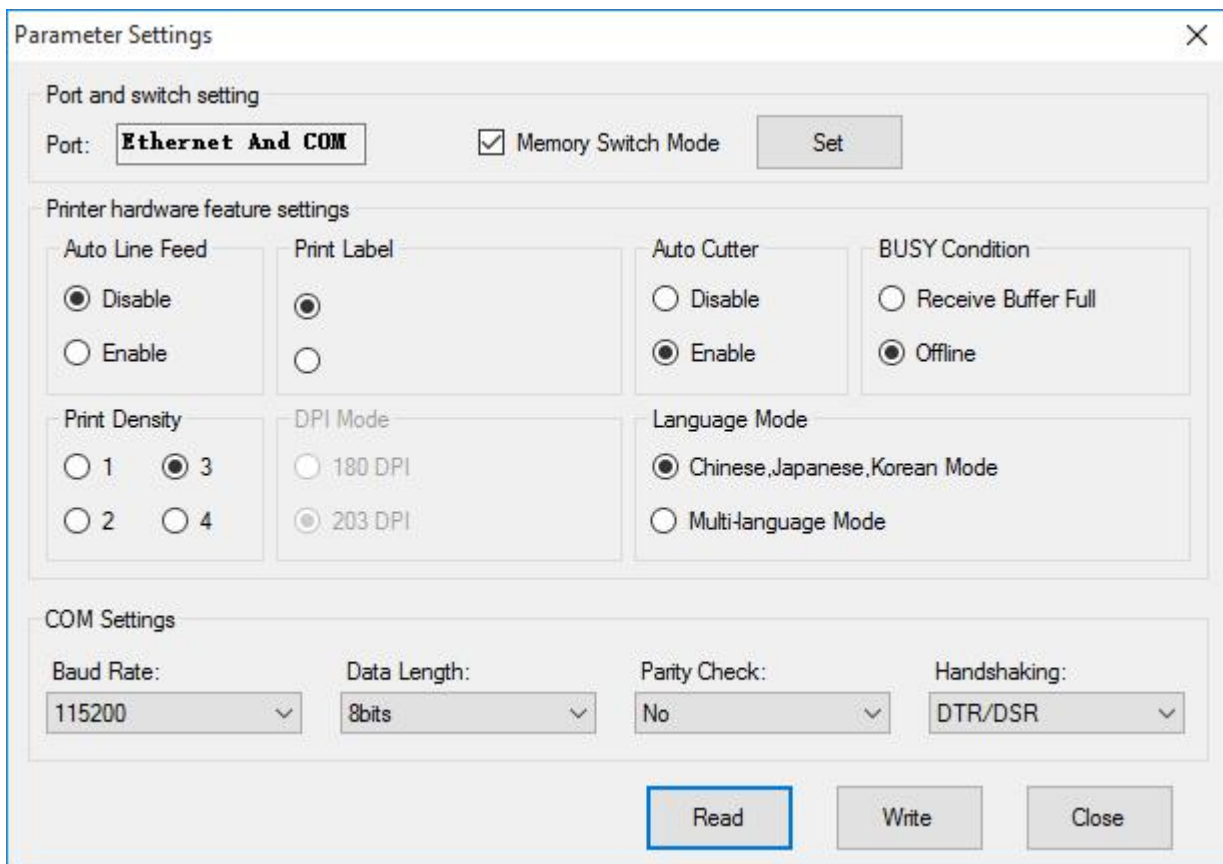 Parameter Settings
Port and switch setting
Port: Ethernet And COM Memory Switch Mode Set
Printer hardware feature settings
Auto Line Feed Print Label Auto Cutter BUSY Condition
Disable Disable Receive Buffer Full
Enable Enable Offline
Print Density DPI Mode Language Mode
1 3 180 DPI Chinese,Japanese,Korean Mode
2 4 203 DPI Multi-language Mode
COM Settings
Baud Rate: Data Length: Parity Check: Handshaking:
115200 8bits No DTR/DSR
Read Write Close